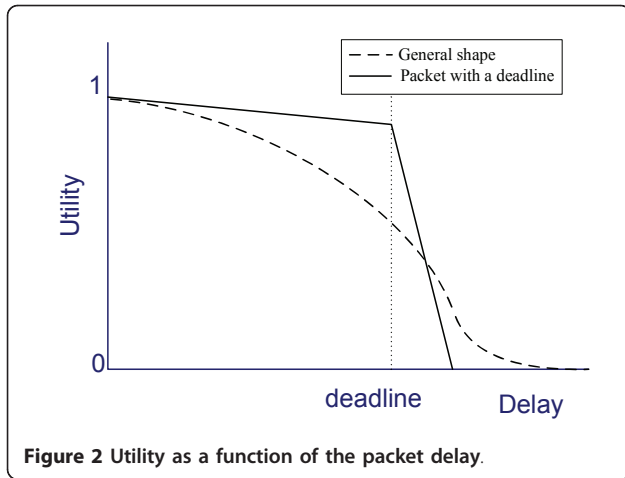 General shape
Packet with a deadline
1
Utility
0
deadline
Delay
Figure 2 Utility as a function of the packet delay.